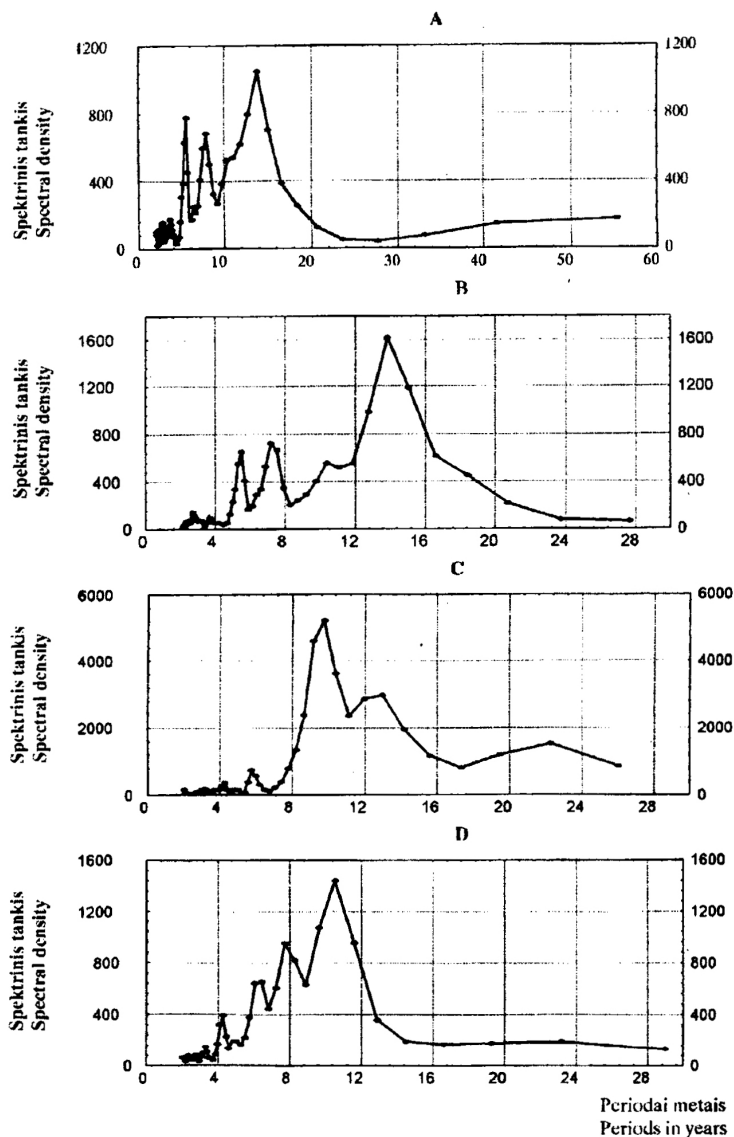 A
1200 1200
Spektrinis tankis
Spectral density
800 800
400 400
0 0
0 10 20 30 40 50 60
B
1600 1600
Spektrinis tankis
Spectral density
1200 1200
800 800
400 400
0 0
0 4 8 12 16 20 24 28
C
6000 6000
Spektrinis tankis
Spectral density
4000 4000
2000 2000
0 0
0 4 8 12 16 20 24 28
D
1600 1600
Spektrinis tankis
Spectral density
1200 1200
800 800
400 400
0 0
0 4 8 12 16 20 24 28
Periodai metais
Periods in years